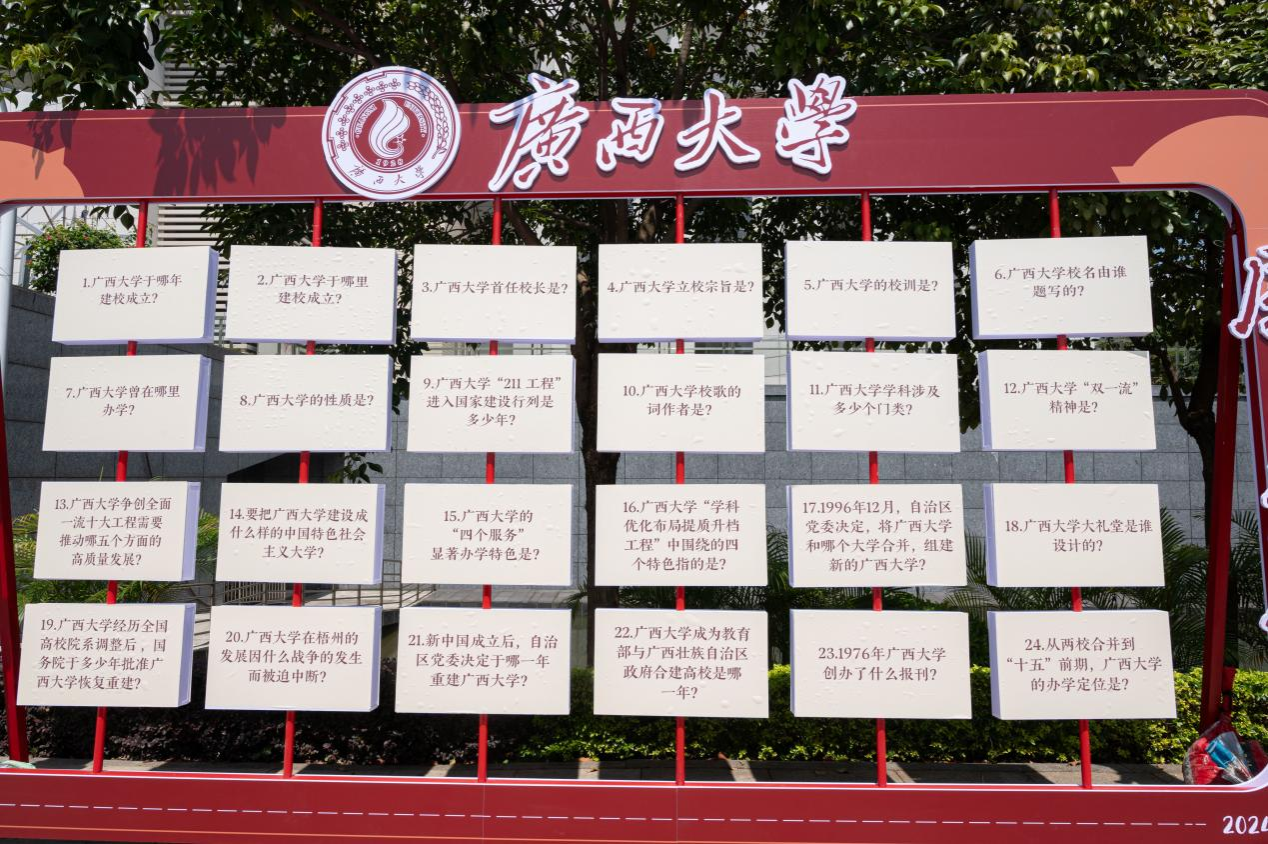 廣西大學
1928
广西大学
1.广西大学于哪年
建校成立?
2.广西大学于哪里
建校成立?
3.广西大学首任校长是?
4.广西大学立校宗旨是?
5.广西大学的校训是?
6.广西大学校名由谁
题写的?
7.广西大学曾在哪里
办学?
8.广西大学的性质是?
9.广西大学“211 工程”
进入国家建设行列是
多少年?
10.广西大学校歌的
词作者是?
11.广西大学学科涉及
多少个门类?
12.广西大学“双一流”
精神是?
13.广西大学争创全面
一流十大工程需要
推动哪五个方面的
高质量发展?
14.要把广西大学建设成
什么样的中国特色社会
主义大学?
15.广西大学的
“四个服务”
显著办学特色是?
16.广西大学“学科
优化布局提质升档
工程”中国绕的四
个特色指的是?
17.1996年12月，自治区
党委决定，将广西大学
和哪个大学合并，组建
新的广西大学?
18.广西大学大礼堂是谁
设计的?
19.广西大学经历全国
高校院系调整后，国
务院于多少年批准广
西大学恢复重建?
20.广西大学在梧州的
发展因什么战争的发生
而被迫中断?
21.新中国成立后，自治
区党委决定于哪一年
重建广西大学?
22.广西大学成为教育
部与广西壮族自治区
政府合建高校是哪
一年?
23.1976年广西大学
创办了什么报刊?
24.从两校合并到
“十五”前期，广西大学
的办学定位是?
2024